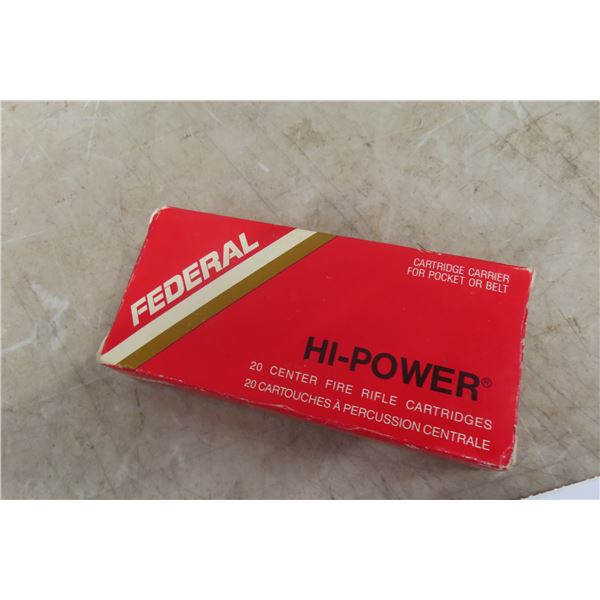 FEDERAL
CARTRIDGE CARRIER
FOR POCKET OR BELT
HI-POWER®
20 CENTER FIRE RIFLE CARTRIDGES
20 CARTOUCHES À PERCUSSION CENTRALE